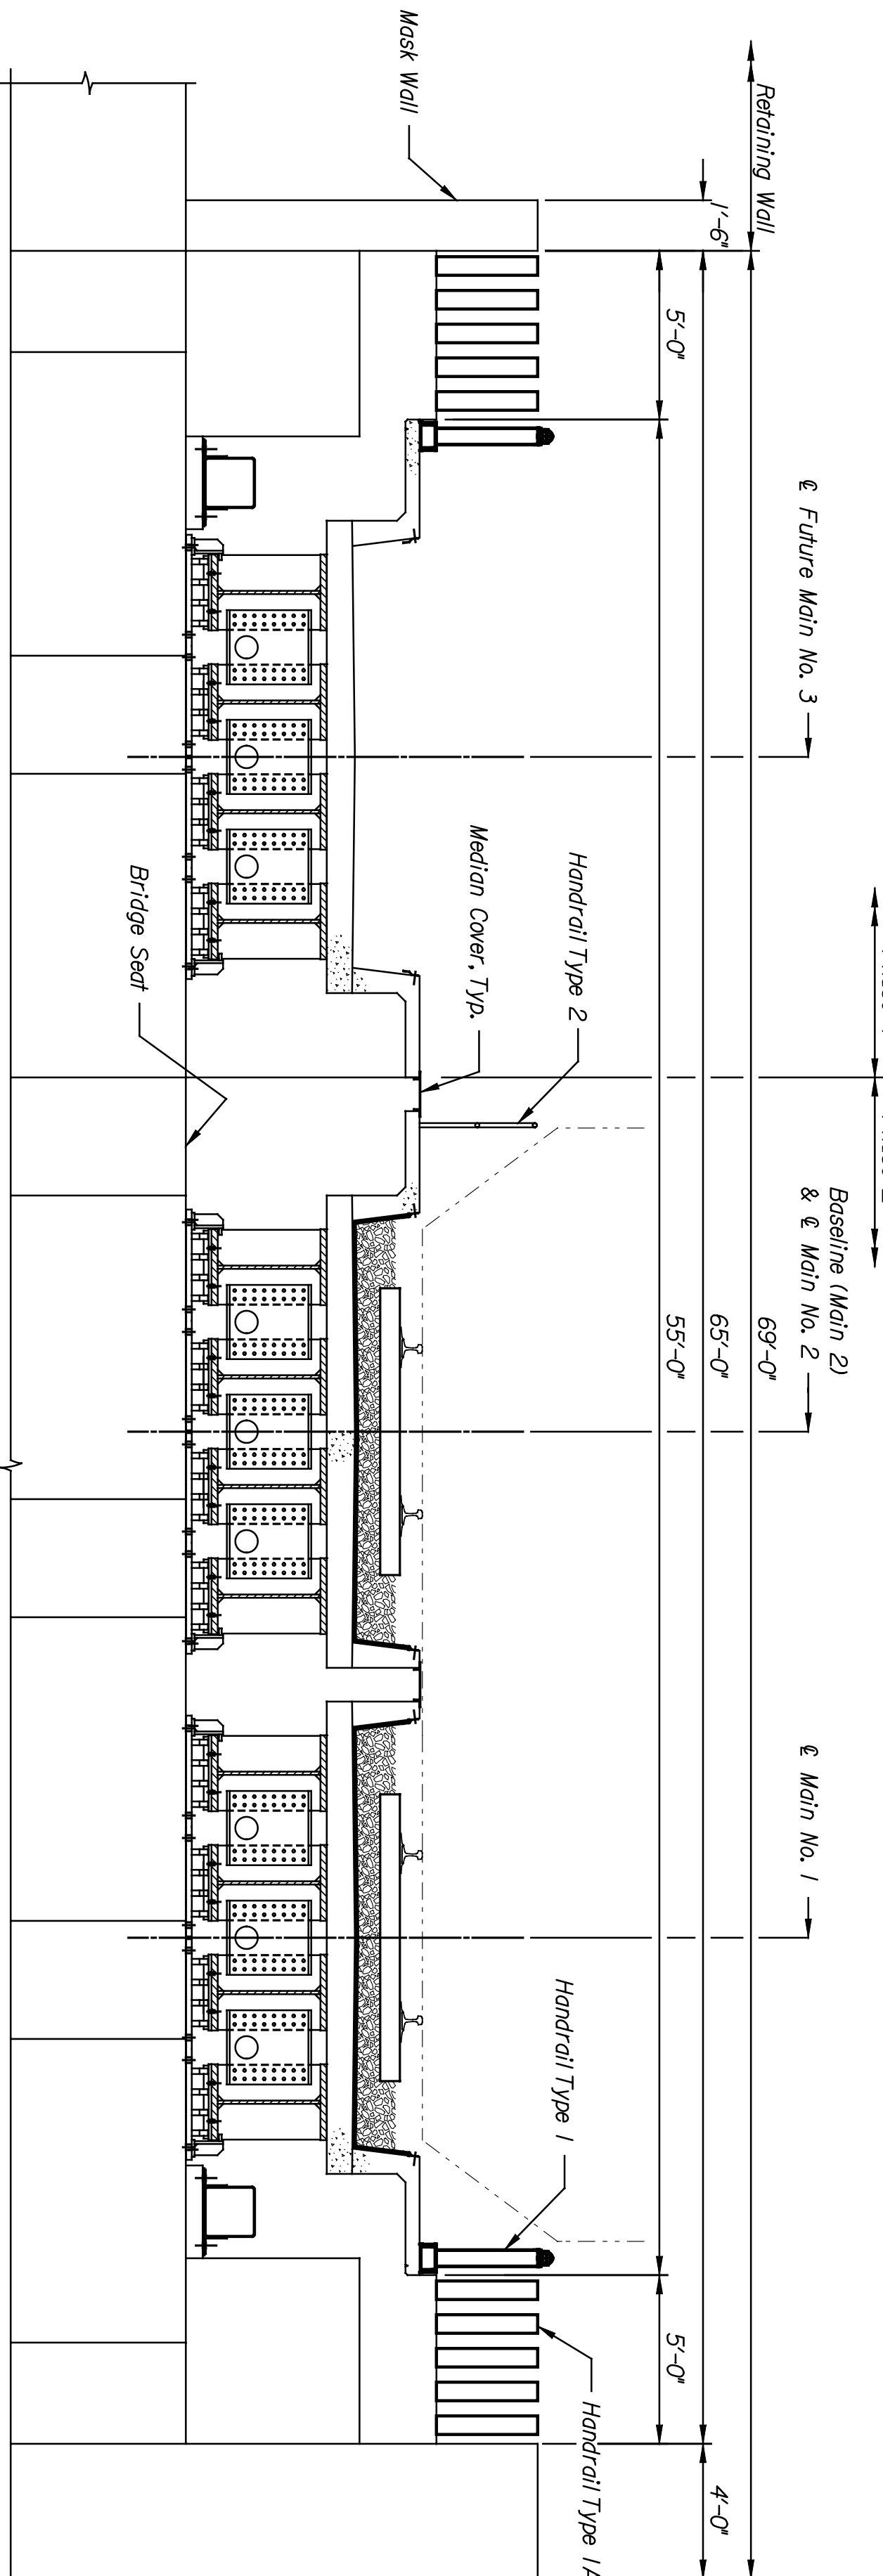 Retaining Wall
Mask Wall
1'-6"
5'-0"
℄ Future Main No. 3
Handrail Type 2
Median Cover, Typ.
Bridge Seat
Baseline (Main 2)
& ℄ Main No. 2
69'-0"
65'-0"
55'-0"
℄ Main No. 1
Handrail Type 1
5'-0"
Handrail Type 1A
4'-0"